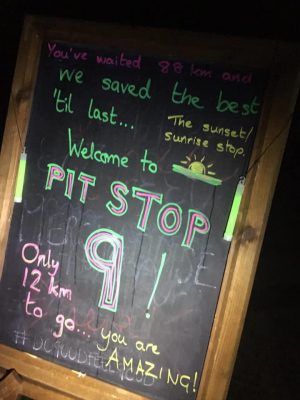 You've waited 88 km and
we saved the best
'til last...
The sunset/
sunrise stop.
Welcome to
PIT STOP
9!
Only
12 km
to go... you are
AMAZING!